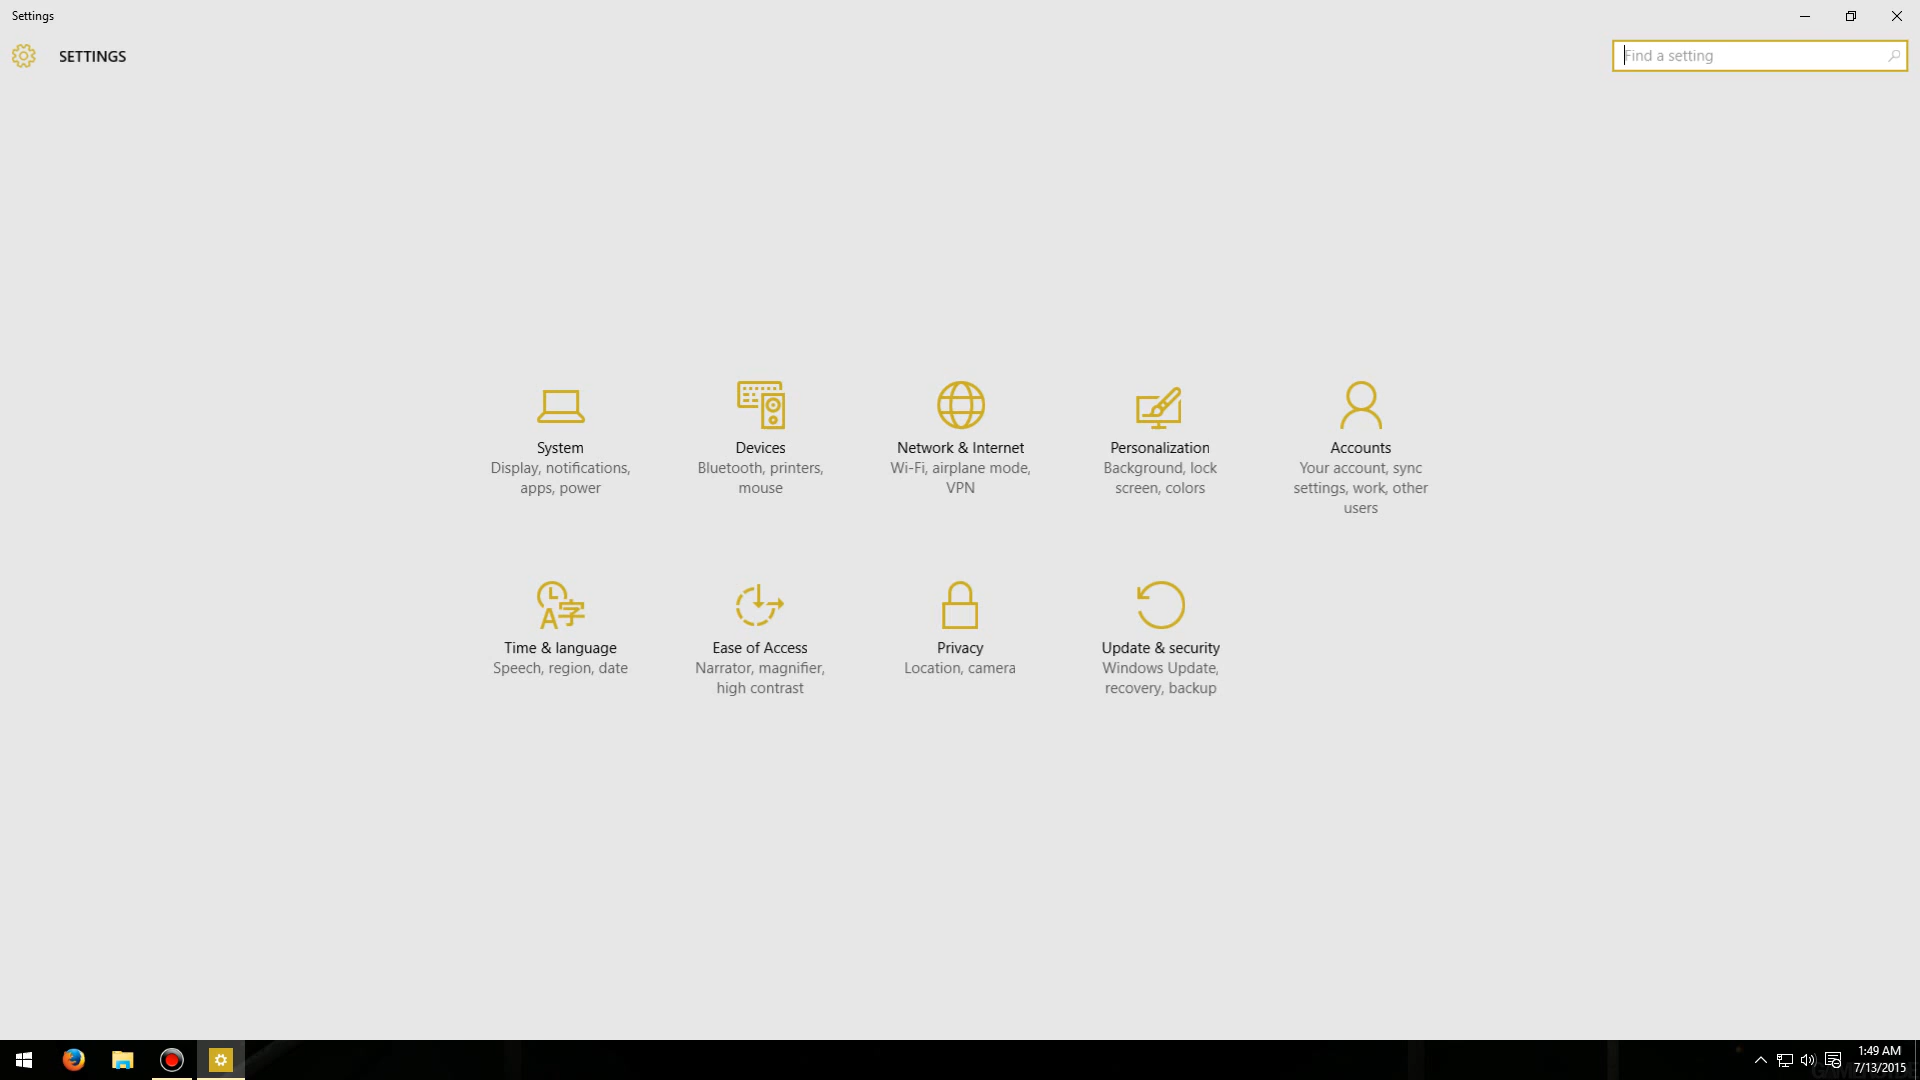 Settings
SETTINGS
Find a setting
System
Display, notifications,
apps, power
Devices
Bluetooth, printers,
mouse
Network & Internet
Wi-Fi, airplane mode,
VPN
Personalization
Background, lock
screen, colors
Accounts
Your account, sync
settings, work, other
users
Time & language
Speech, region, date
Ease of Access
Narrator, magnifier,
high contrast
Privacy
Location, camera
Update & security
Windows Update,
recovery, backup
1:49 AM
7/13/2015